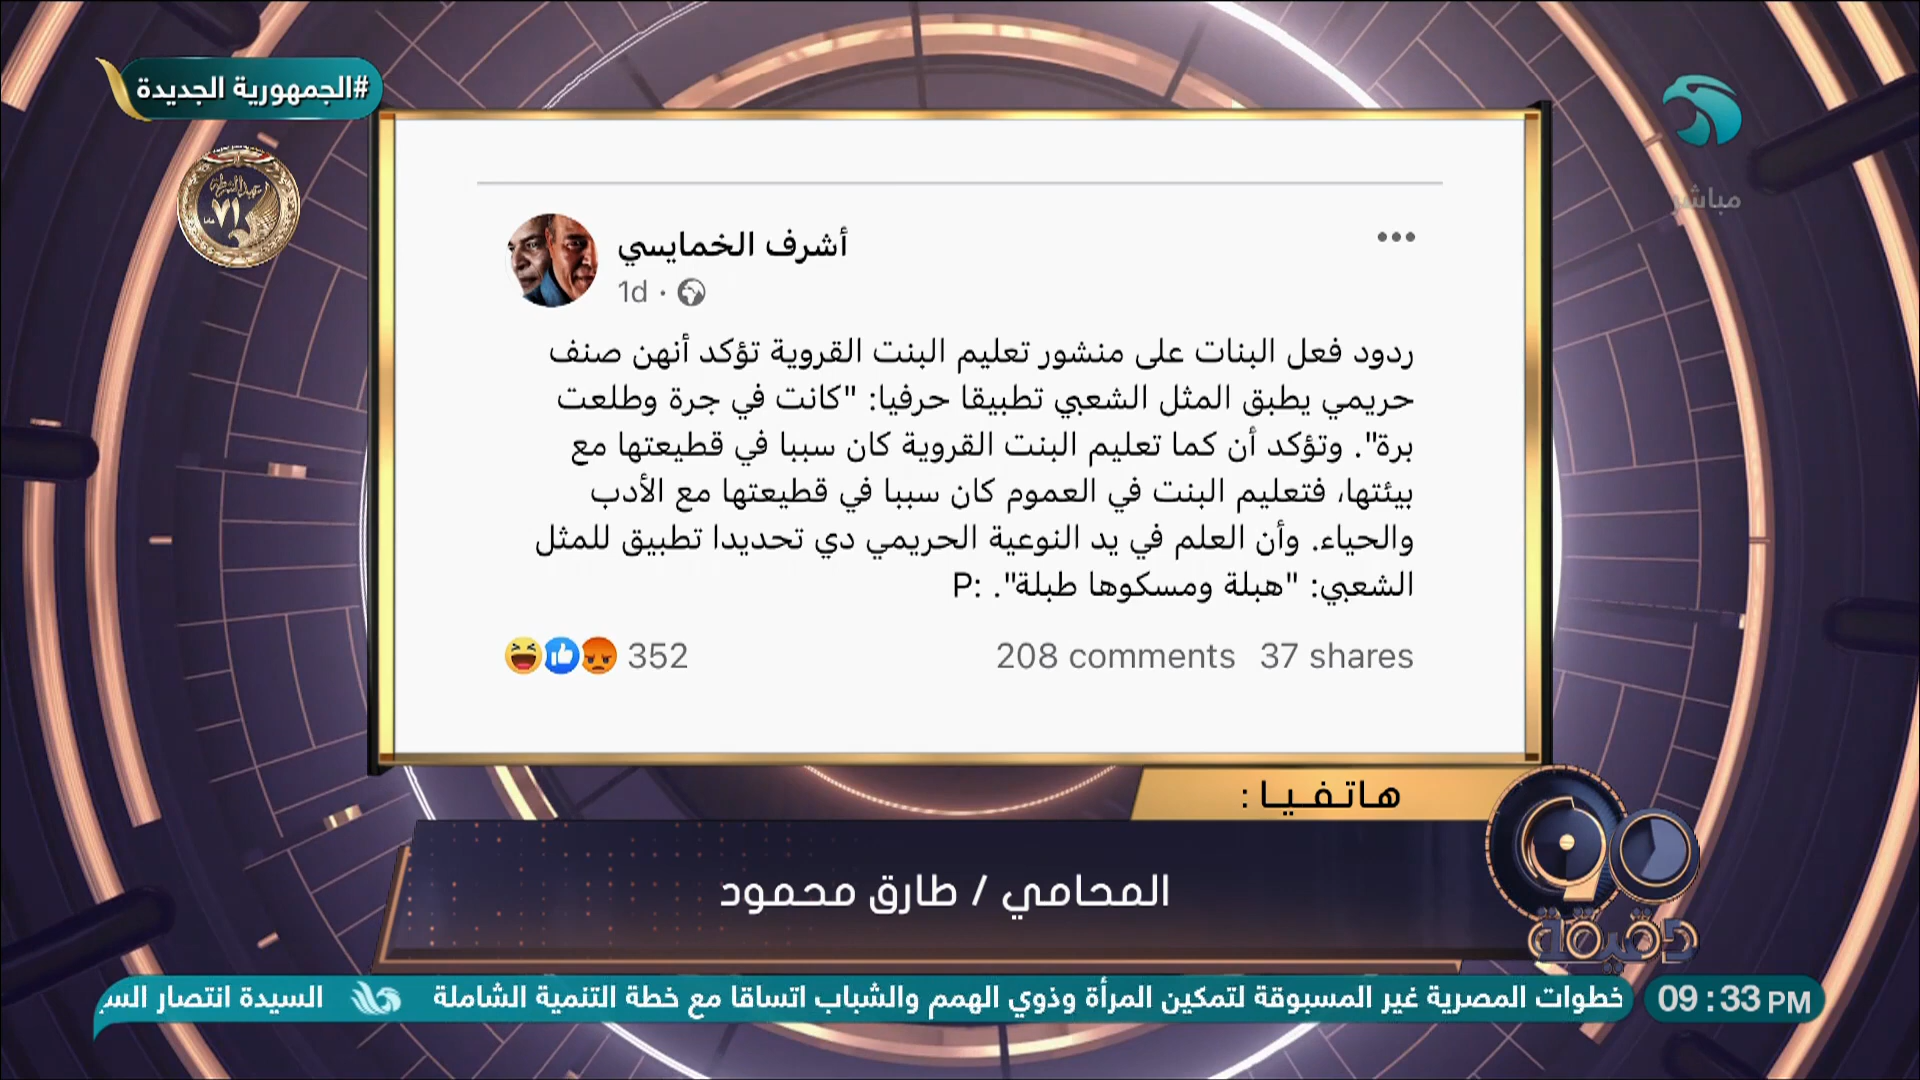 #الجمهورية الجديدة
عيد الشرطة
٧١
عاما
مباشر
أشرف الخمايسي
1d ·
ردود فعل البنات على منشور تعليم البنت القروية تؤكد أنهن صنف
حريمي يطبق المثل الشعبي تطبيقا حرفيا: "كانت في جرة وطلعت
برة". وتؤكد أن كما تعليم البنت القروية كان سببا في قطيعتها مع
بيئتها، فتعليم البنت في العموم كان سببا في قطيعتها مع الأدب
والحياء. وأن العلم في يد النوعية الحريمي دي تحديدا تطبيق للمثل
الشعبي: "هبلة ومسكوها طبلة". :P
352
208 comments 37 shares
هاتفيا :
المحامي / طارق محمود
90
دقيقة
خطوات المصرية غير المسبوقة لتمكين المرأة وذوي الهمم والشباب اتساقا مع خطة التنمية الشاملة
السيدة انتصار الس
09:33 PM